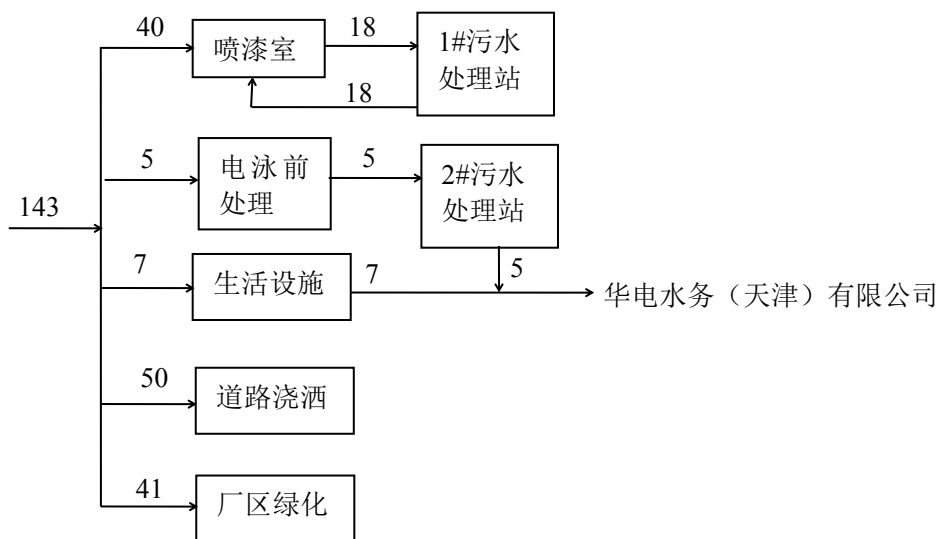 40
喷漆室
18
18
1#污水
处理站
5
电泳前
处理
5
2#污水
处理站
143
7
生活设施
7
5
华电水务（天津）有限公司
50
道路浇洒
41
厂区绿化